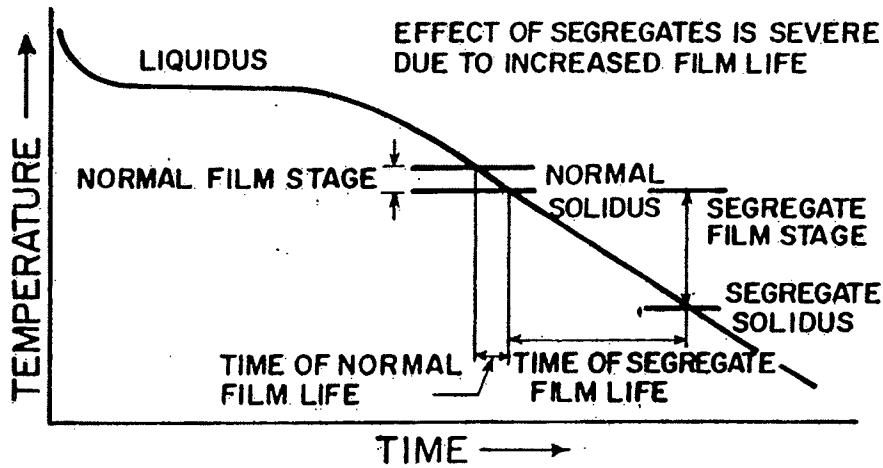 EFFECT OF SEGREGATES IS SEVERE
DUE TO INCREASED FILM LIFE
LIQUIDUS
NORMAL FILM STAGE
NORMAL
SOLIDUS
SEGREGATE
FILM STAGE
SEGREGATE
SOLIDUS
TIME OF NORMAL
FILM LIFE
TIME OF SEGREGATE
FILM LIFE
TEMPERATURE
TIME